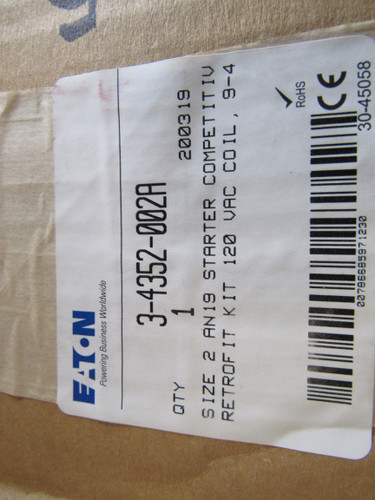 EATON
Powering Business Worldwide
3-4352-002A
QTY 1 200319
SIZE 2 AN19 STARTER COMPETITIV
RETROFIT KIT 120 VAC COIL, 9-4
RoHS
CE
30-45058
00786685971230